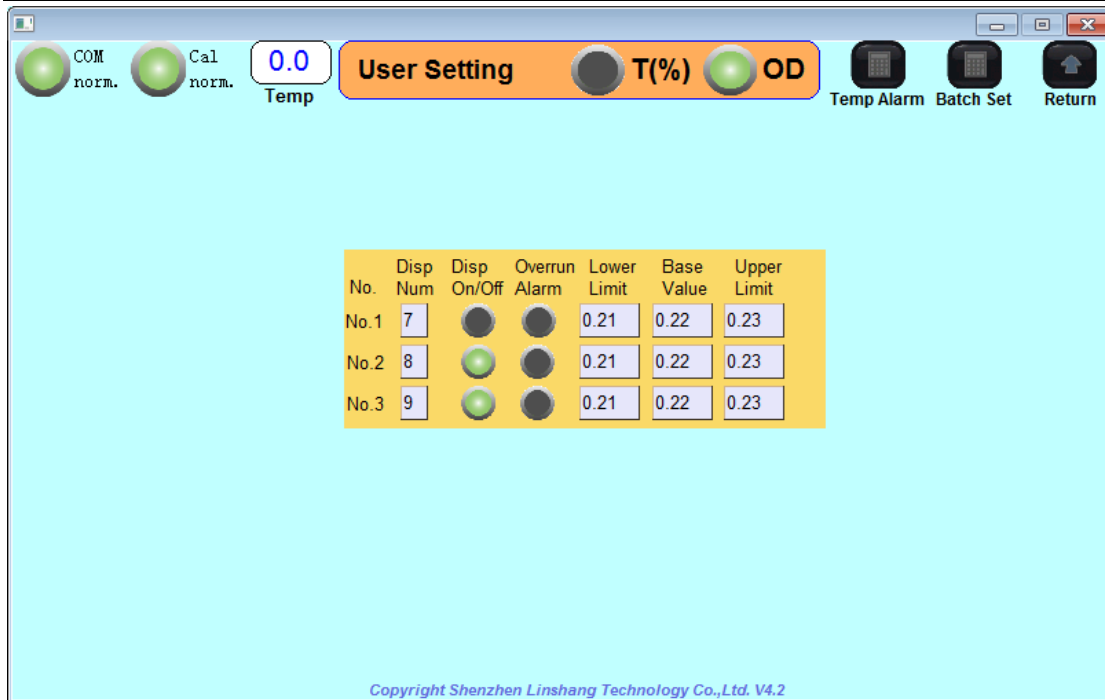 COM norm. Cal norm. 0.0 Temp User Setting T(%) OD Temp Alarm Batch Set Return
No. Disp Num Disp On/Off Overrun Alarm Lower Limit Base Value Upper Limit
No.1 7 0.21 0.22 0.23
No.2 8 0.21 0.22 0.23
No.3 9 0.21 0.22 0.23
Copyright Shenzhen Linshang Technology Co.,Ltd. V4.2